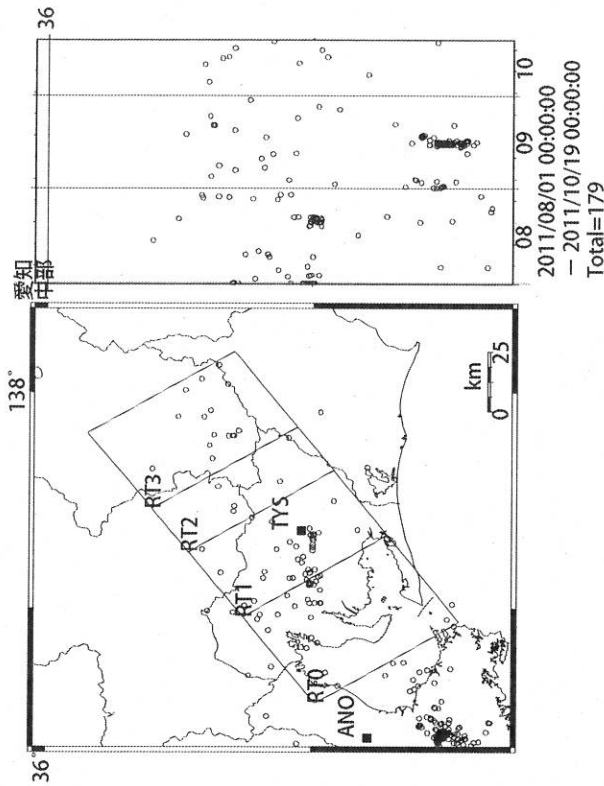 愛知
中部
36
138°
36°
RT3
RT2
RT1
RT0
TYS
ANO
km
0 25
08 09 10
2011/08/01 00:00:00
— 2011/10/19 00:00:00
Total=179